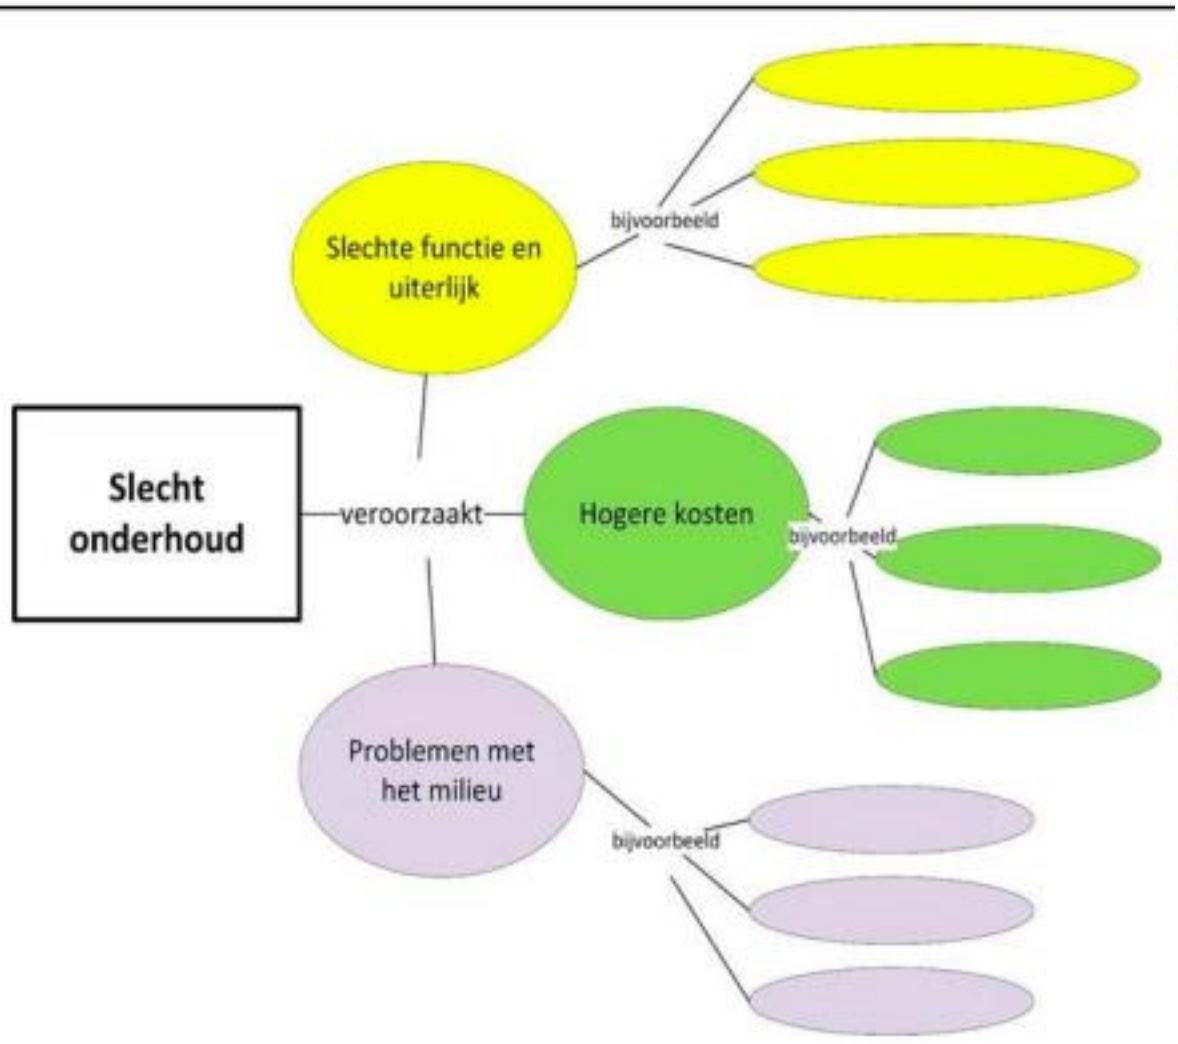 bijvoorbeeld
Slechte functie en
uiterlijk
Slecht
onderhoud
veroorzaakt
Hogere kosten
bijvoorbeeld
Problemen met
het milieu
bijvoorbeeld